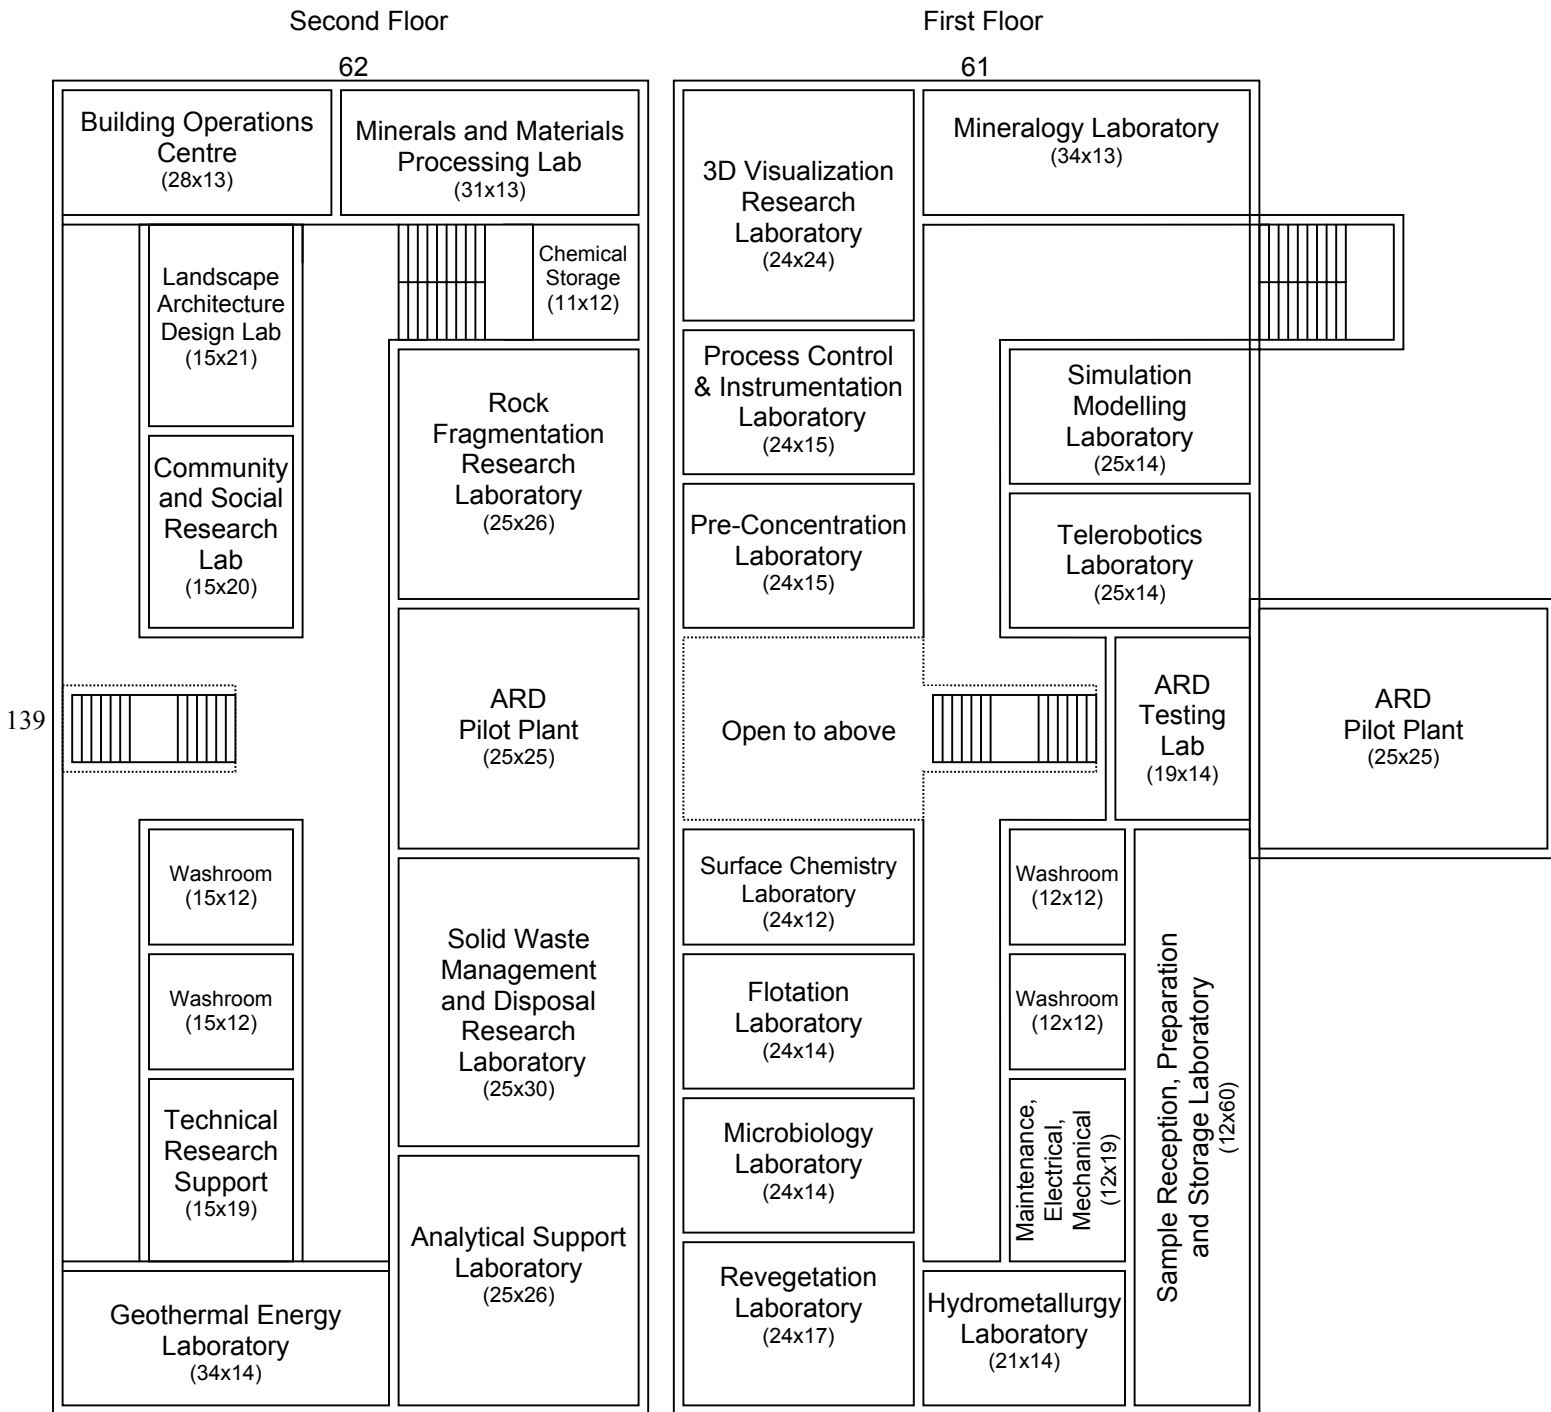 Second Floor
62
Building Operations
Centre
(28x13)
Minerals and Materials
Processing Lab
(31x13)
Landscape
Architecture
Design Lab
(15x21)
Chemical
Storage
(11x12)
Community
and Social
Research
Lab
(15x20)
Rock
Fragmentation
Research
Laboratory
(25x26)
139
ARD
Pilot Plant
(25x25)
Washroom
(15x12)
Washroom
(15x12)
Technical
Research
Support
(15x19)
Solid Waste
Management
and Disposal
Research
Laboratory
(25x30)
Analytical Support
Laboratory
(25x26)
Geothermal Energy
Laboratory
(34x14)
First Floor
61
3D Visualization
Research
Laboratory
(24x24)
Mineralogy Laboratory
(34x13)
Process Control
& Instrumentation
Laboratory
(24x15)
Simulation
Modelling
Laboratory
(25x14)
Pre-Concentration
Laboratory
(24x15)
Telerobotics
Laboratory
(25x14)
Open to above
ARD
Testing
Lab
(19x14)
ARD
Pilot Plant
(25x25)
Surface Chemistry
Laboratory
(24x12)
Washroom
(12x12)
Flotation
Laboratory
(24x14)
Washroom
(12x12)
Microbiology
Laboratory
(24x14)
Maintenance,
Electrical,
Mechanical
(12x19)
Sample Reception, Preparation
and Storage Laboratory
(12x60)
Revegetation
Laboratory
(24x17)
Hydrometallurgy
Laboratory
(21x14)